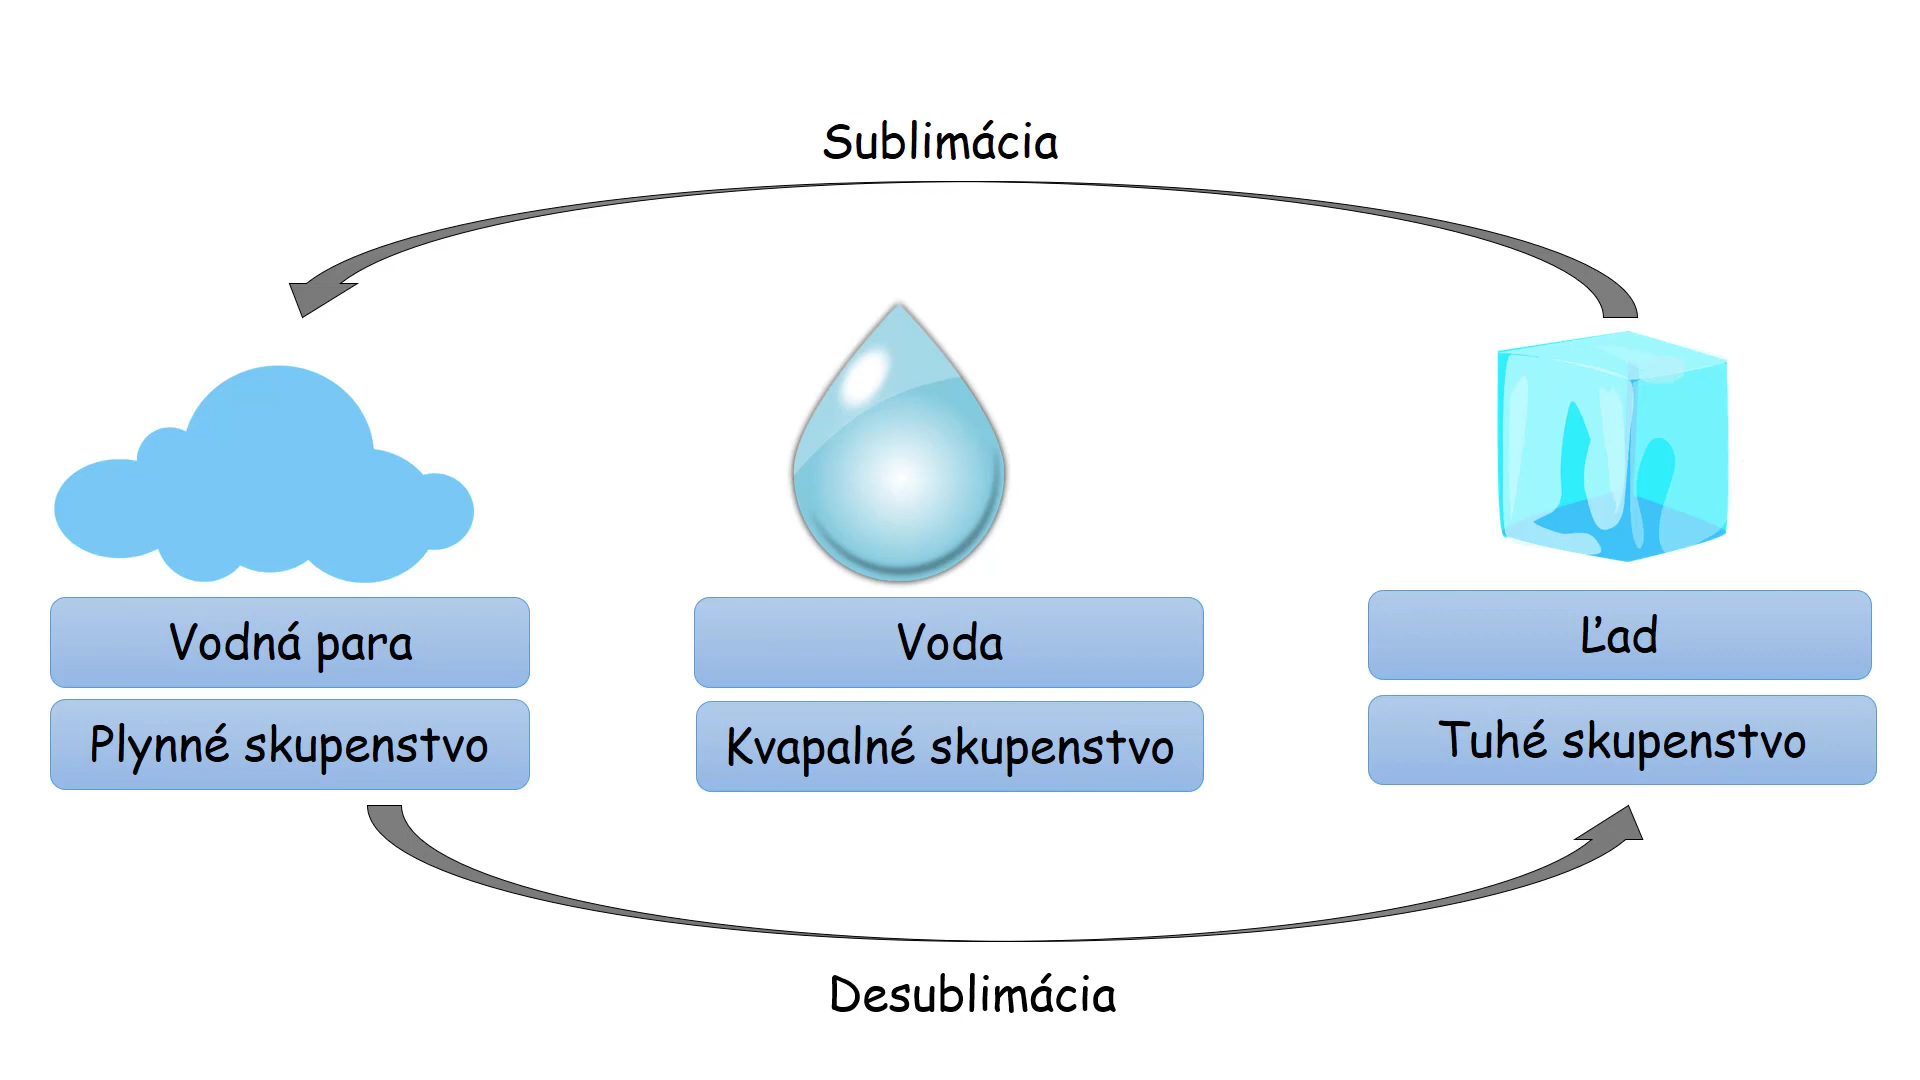 Sublimácia
Vodná para
Voda
Ľad
Plynné skupenstvo
Kvapalné skupenstvo
Tuhé skupenstvo
Desublimácia